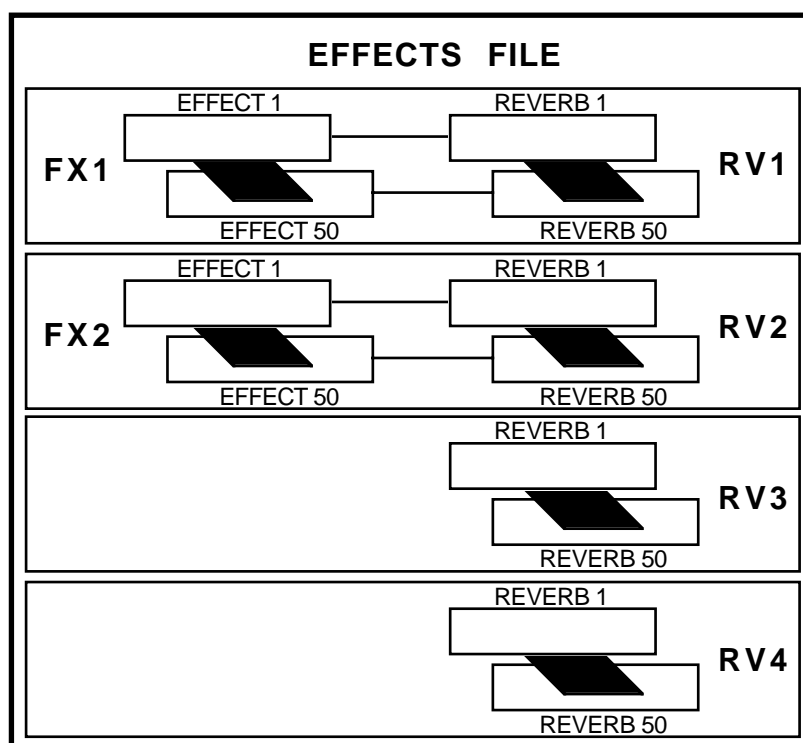 EFFECTS FILE
EFFECT 1 REVERB 1
FX1 RV1
EFFECT 50 REVERB 50
EFFECT 1 REVERB 1
FX2 RV2
EFFECT 50 REVERB 50
REVERB 1
RV3
REVERB 50
REVERB 1
RV4
REVERB 50